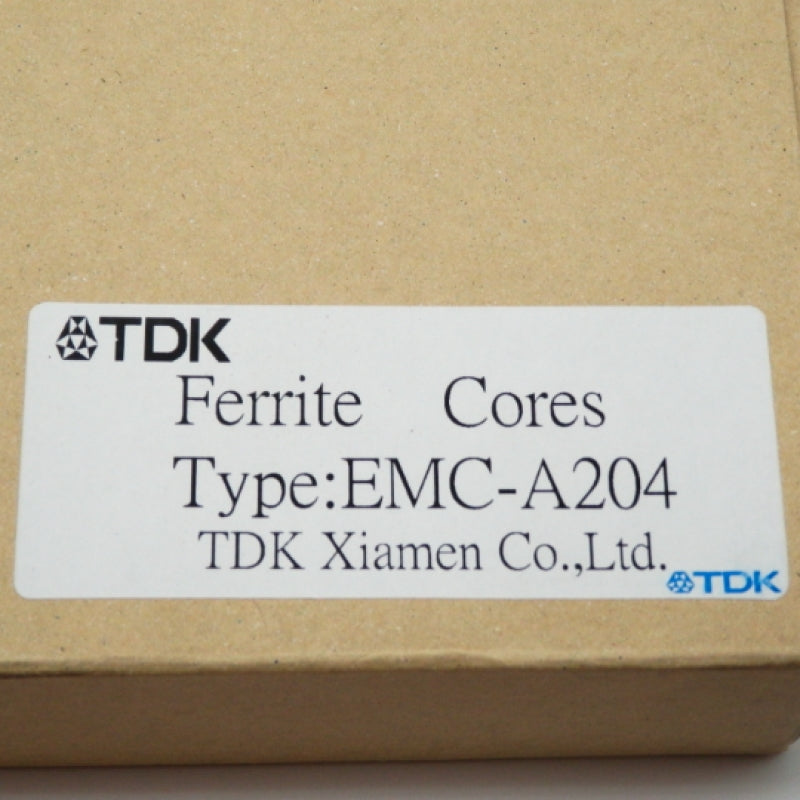 TDK
Ferrite Cores
Type:EMC-A204
TDK Xiamen Co.,Ltd.
TDK